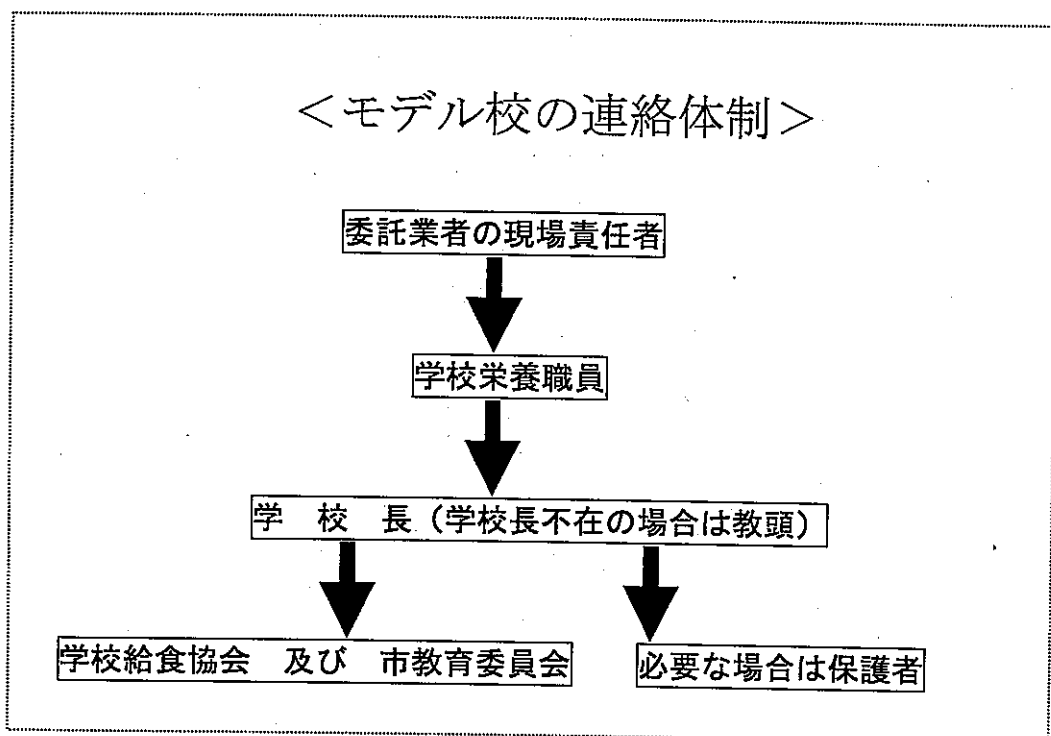 ＜モデル校の連絡体制＞
委託業者の現場責任者
学校栄養職員
学　校　長（学校長不在の場合は教頭）
学校給食協会　及び　市教育委員会
必要な場合は保護者